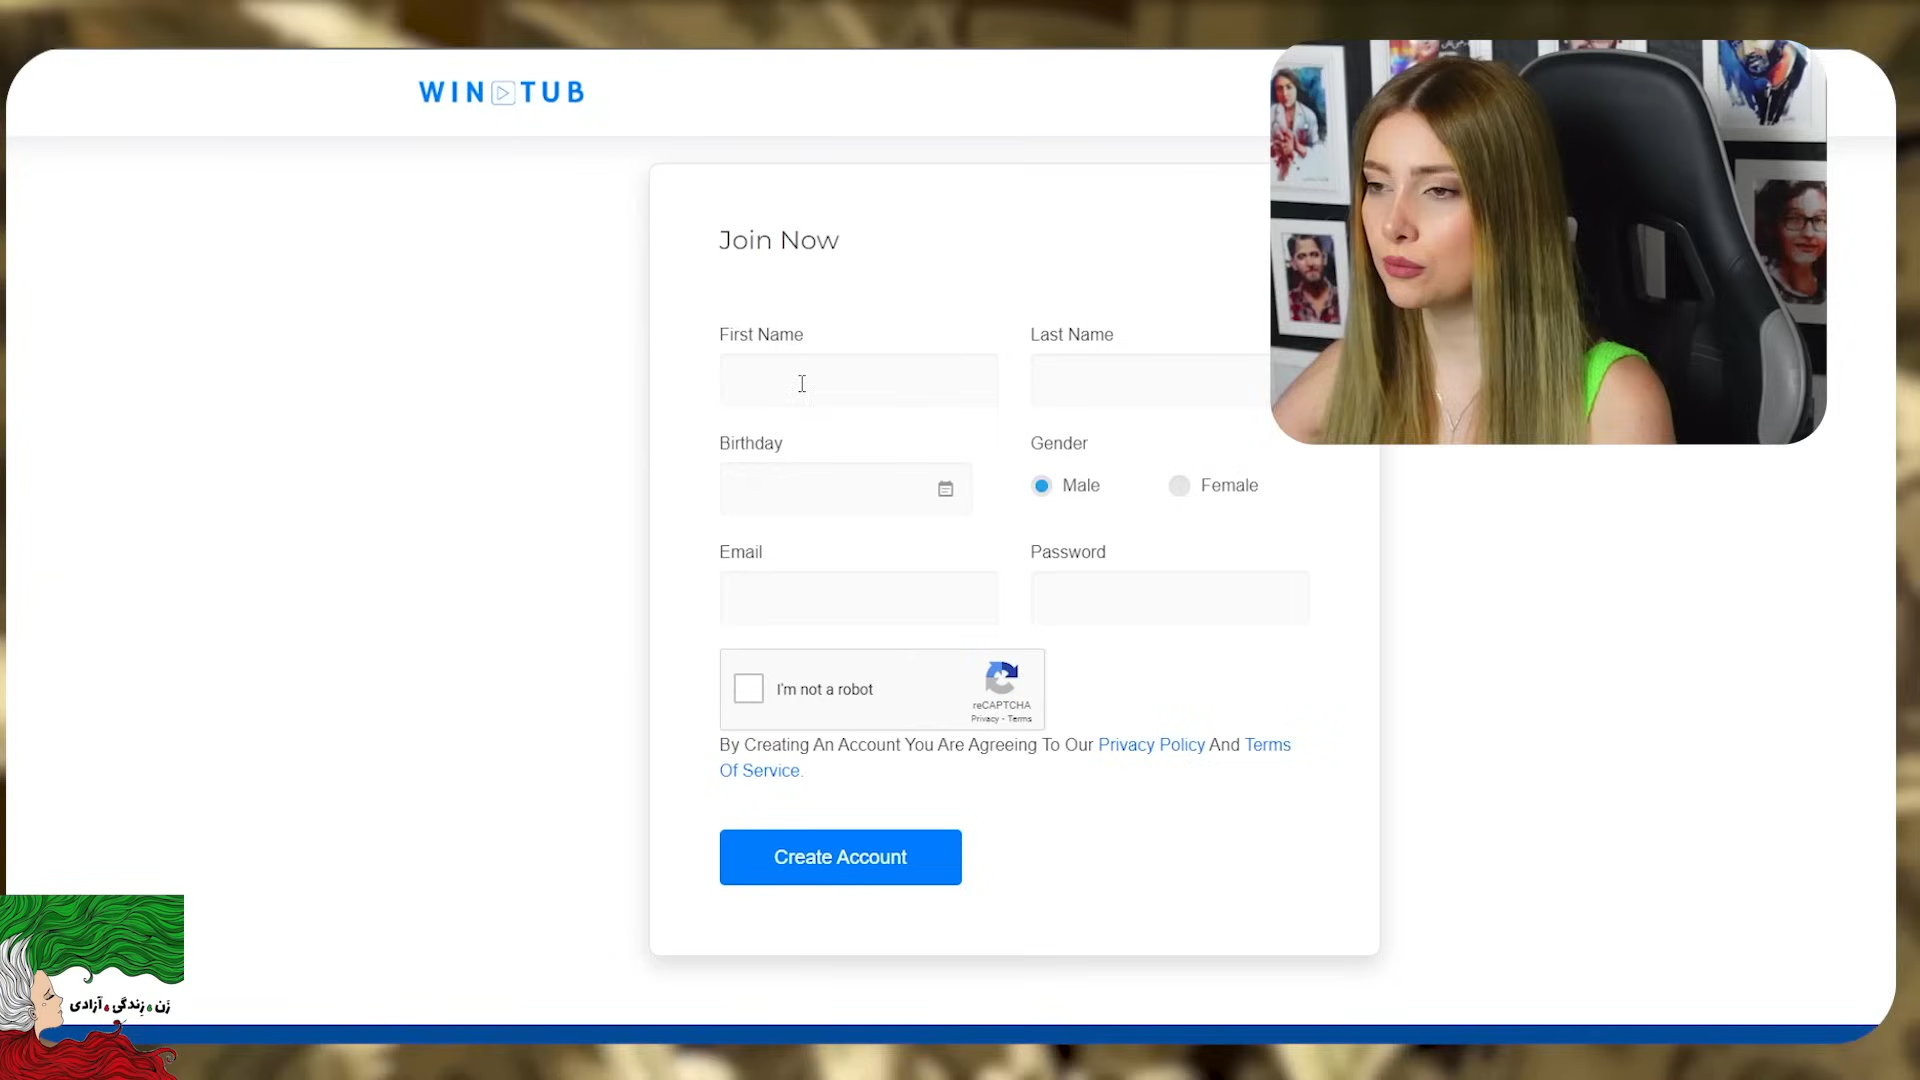 WIN TUB
Join Now
First Name
Last Name
Birthday
Gender
Male
Female
Email
Password
I'm not a robot
reCAPTCHA
Privacy - Terms
By Creating An Account You Are Agreeing To Our Privacy Policy And Terms
Of Service.
Create Account
زن زندگی آزادی